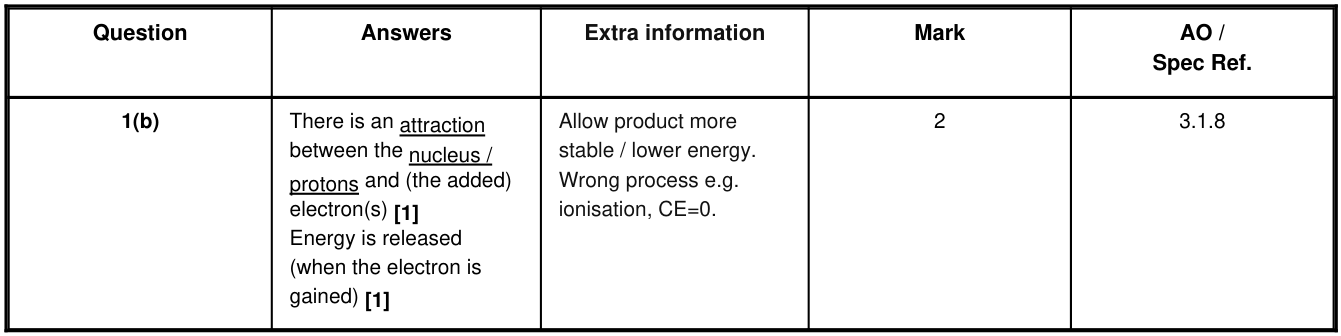 Question Answers Extra information Mark AO /
Spec Ref.
1(b) There is an attraction Allow product more 2 3.1.8
between the nucleus / stable / lower energy.
protons and (the added) Wrong process e.g.
electron(s) [1] ionisation, CE=0.
Energy is released
(when the electron is
gained) [1]